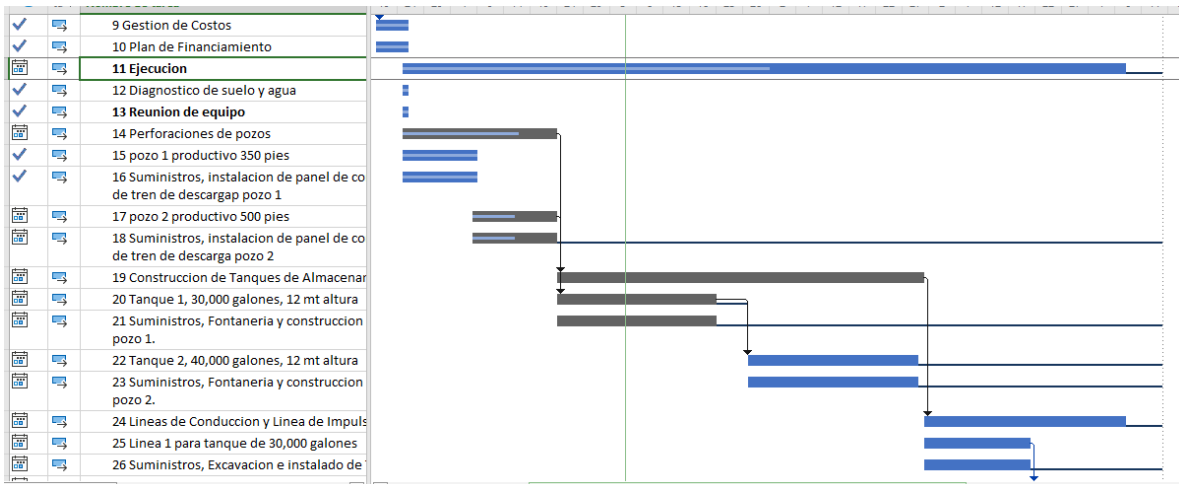 9 Gestion de Costos
10 Plan de Financiamiento
11 Ejecucion
12 Diagnostico de suelo y agua
13 Reunion de equipo
14 Perforaciones de pozos
15 pozo 1 productivo 350 pies
16 Suministros, instalacion de panel de co
de tren de descargap pozo 1
17 pozo 2 productivo 500 pies
18 Suministros, instalacion de panel de co
de tren de descarga pozo 2
19 Construccion de Tanques de Almacenar
20 Tanque 1, 30,000 galones, 12 mt altura
21 Suministros, Fontaneria y construccion
pozo 1.
22 Tanque 2, 40,000 galones, 12 mt altura
23 Suministros, Fontaneria y construccion
pozo 2.
24 Lineas de Conduccion y Linea de Impuls
25 Linea 1 para tanque de 30,000 galones
26 Suministros, Excavacion e instalado de